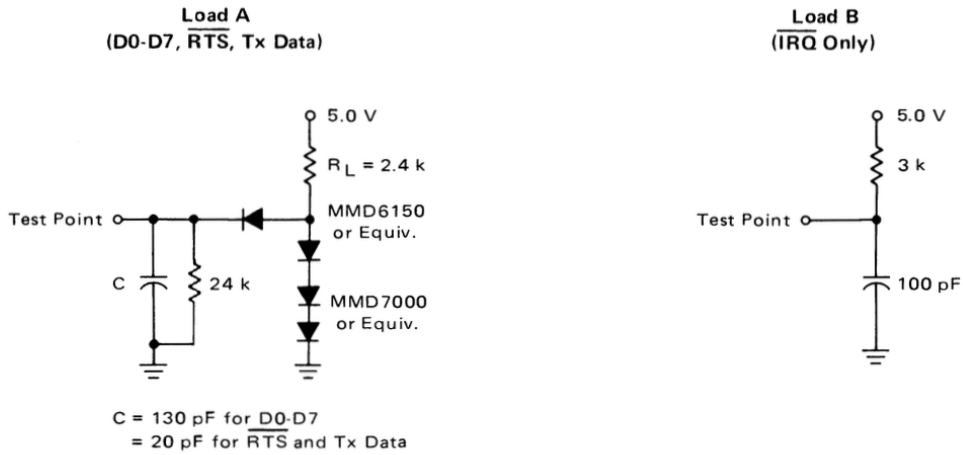 Load A
(D0-D7, RTS, Tx Data)
5.0 V
RL = 2.4 k
Test Point
MMD6150
or Equiv.
C
24 k
MMD7000
or Equiv.
C = 130 pF for D0-D7
= 20 pF for RTS and Tx Data
Load B
(IRQ Only)
5.0 V
3 k
Test Point
100 pF